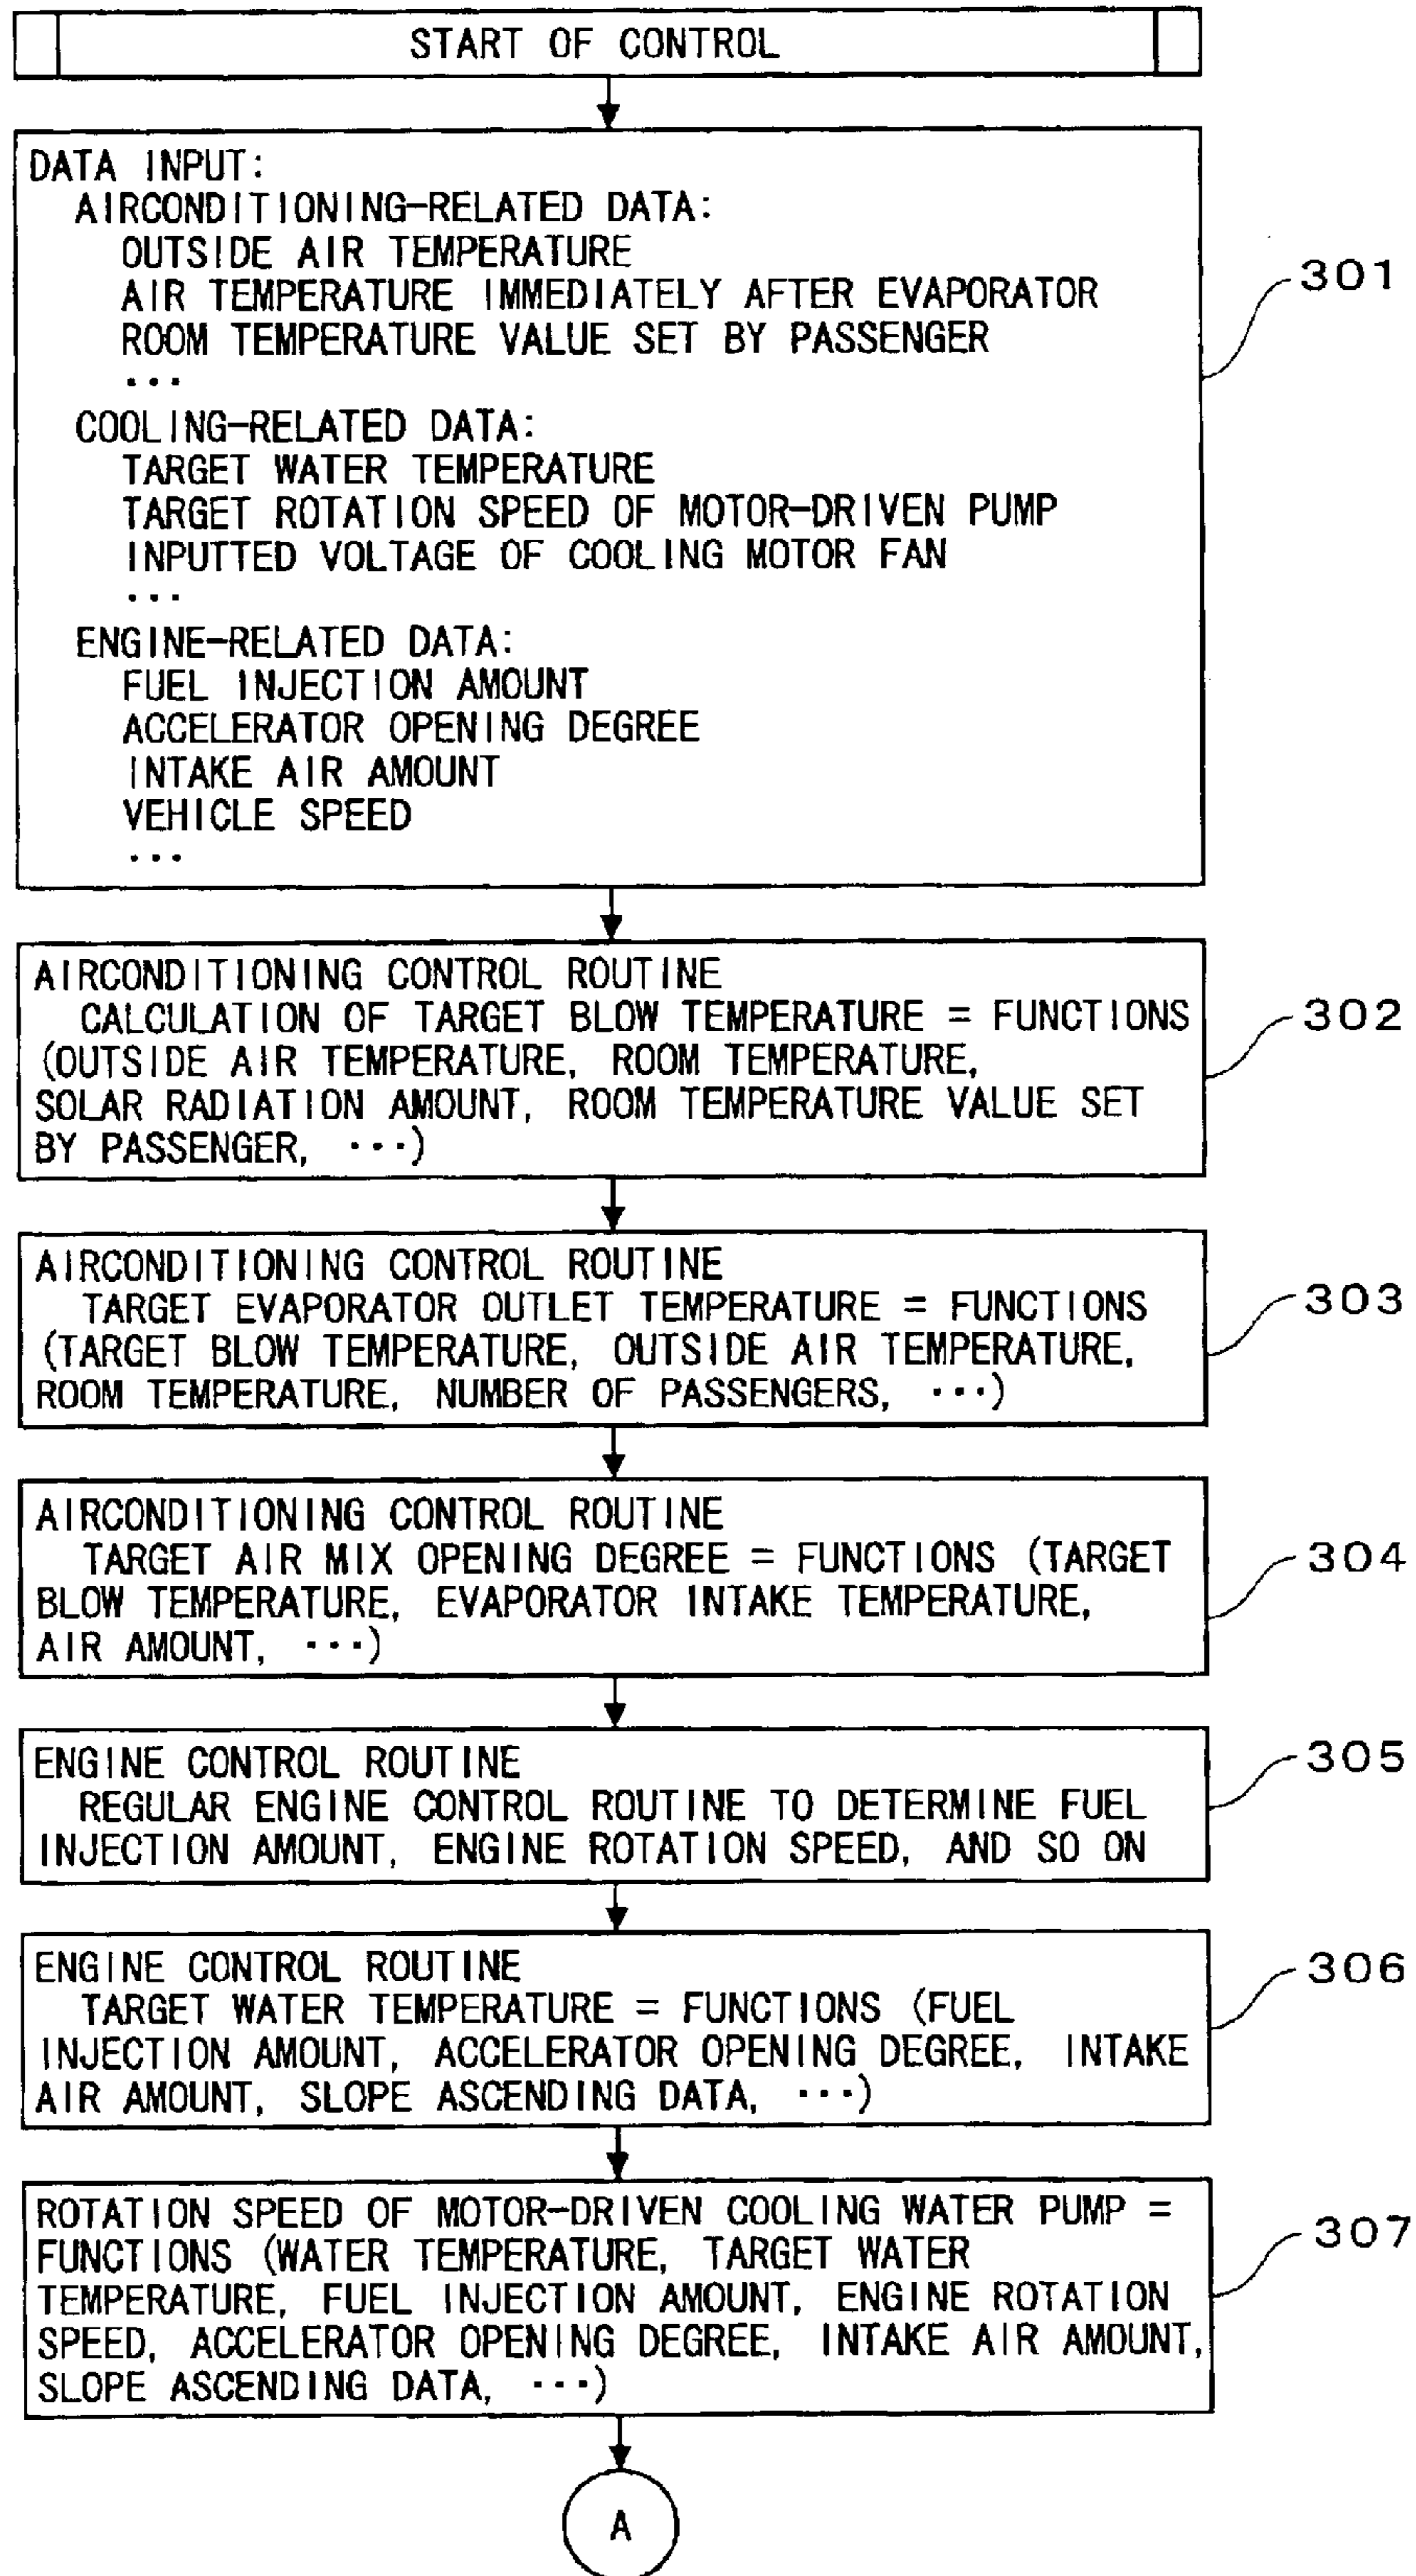 START OF CONTROL
DATA INPUT:
AIRCONDITIONING-RELATED DATA:
OUTSIDE AIR TEMPERATURE
AIR TEMPERATURE IMMEDIATELY AFTER EVAPORATOR
ROOM TEMPERATURE VALUE SET BY PASSENGER
...
COOLING-RELATED DATA:
TARGET WATER TEMPERATURE
TARGET ROTATION SPEED OF MOTOR-DRIVEN PUMP
INPUTTED VOLTAGE OF COOLING MOTOR FAN
...
ENGINE-RELATED DATA:
FUEL INJECTION AMOUNT
ACCELERATOR OPENING DEGREE
INTAKE AIR AMOUNT
VEHICLE SPEED
...
301
AIRCONDITIONING CONTROL ROUTINE
CALCULATION OF TARGET BLOW TEMPERATURE = FUNCTIONS
(OUTSIDE AIR TEMPERATURE, ROOM TEMPERATURE,
SOLAR RADIATION AMOUNT, ROOM TEMPERATURE VALUE SET
BY PASSENGER, ...)
302
AIRCONDITIONING CONTROL ROUTINE
TARGET EVAPORATOR OUTLET TEMPERATURE = FUNCTIONS
(TARGET BLOW TEMPERATURE, OUTSIDE AIR TEMPERATURE,
ROOM TEMPERATURE, NUMBER OF PASSENGERS, ...)
303
AIRCONDITIONING CONTROL ROUTINE
TARGET AIR MIX OPENING DEGREE = FUNCTIONS (TARGET
BLOW TEMPERATURE, EVAPORATOR INTAKE TEMPERATURE,
AIR AMOUNT, ...)
304
ENGINE CONTROL ROUTINE
REGULAR ENGINE CONTROL ROUTINE TO DETERMINE FUEL
INJECTION AMOUNT, ENGINE ROTATION SPEED, AND SO ON
305
ENGINE CONTROL ROUTINE
TARGET WATER TEMPERATURE = FUNCTIONS (FUEL
INJECTION AMOUNT, ACCELERATOR OPENING DEGREE, INTAKE
AIR AMOUNT, SLOPE ASCENDING DATA, ...)
306
ROTATION SPEED OF MOTOR-DRIVEN COOLING WATER PUMP =
FUNCTIONS (WATER TEMPERATURE, TARGET WATER
TEMPERATURE, FUEL INJECTION AMOUNT, ENGINE ROTATION
SPEED, ACCELERATOR OPENING DEGREE, INTAKE AIR AMOUNT,
SLOPE ASCENDING DATA, ...)
307
A